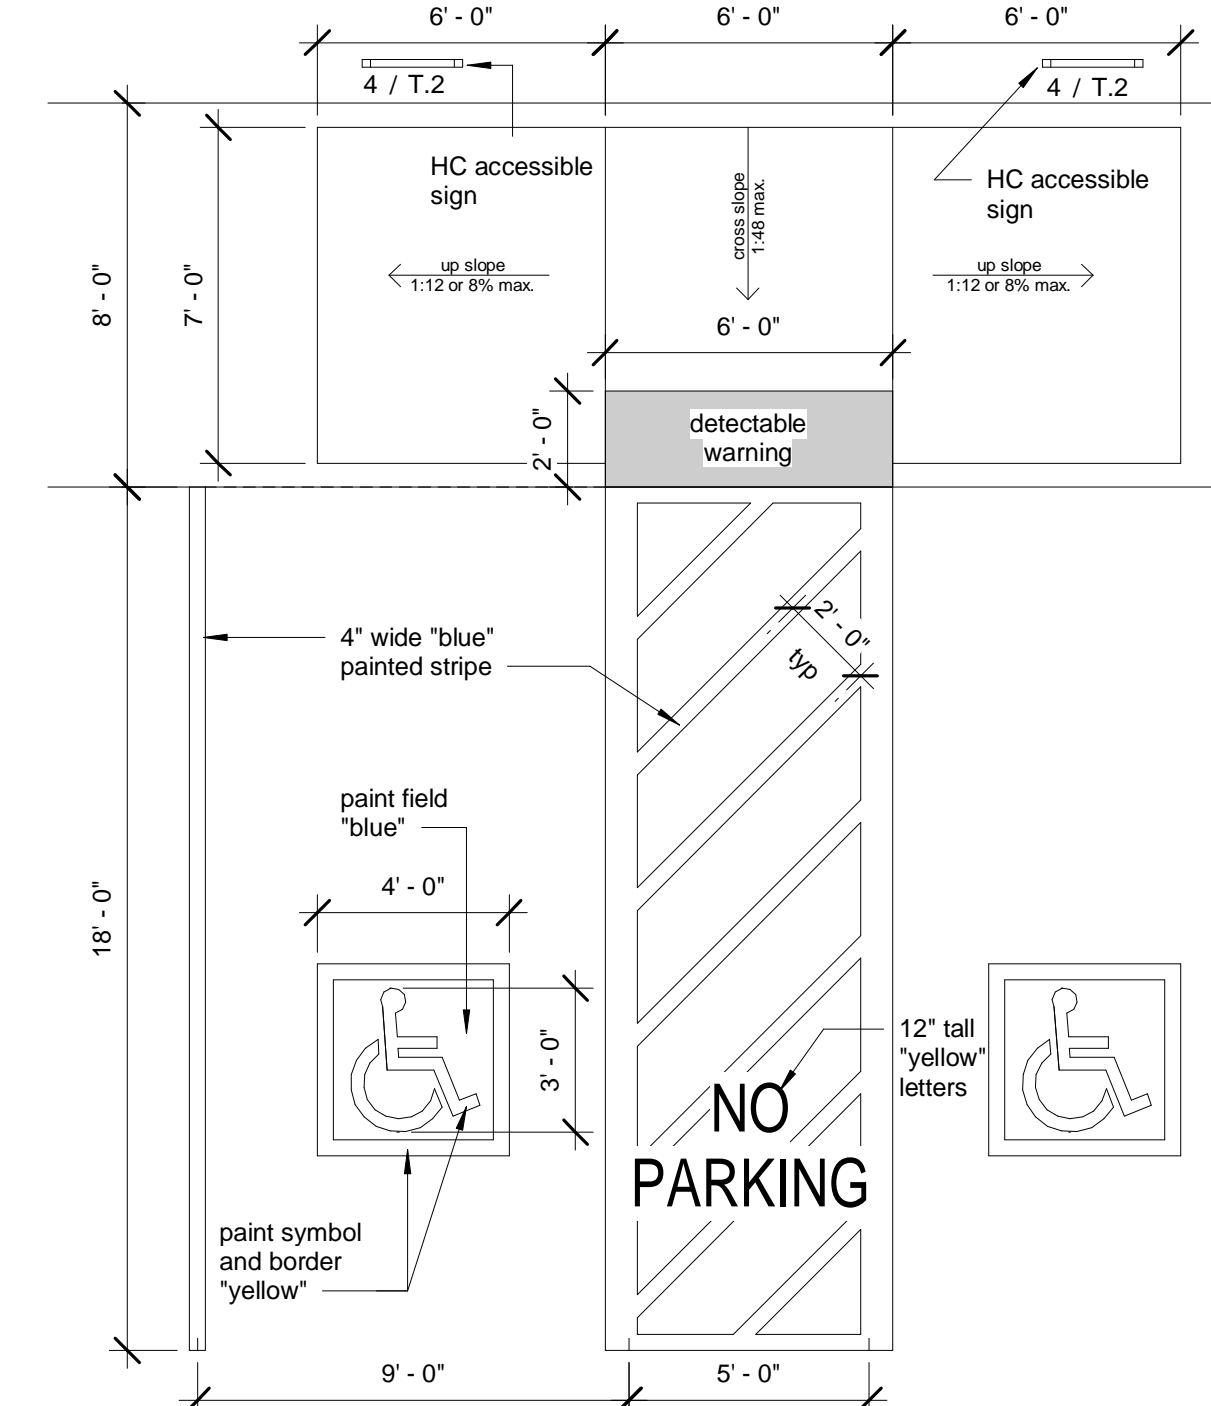 6' - 0"
6' - 0"
6' - 0"
4 / T.2
4 / T.2
HC accessible
sign
HC accessible
sign
cross slope
1:48 max.
up slope
1:12 or 8% max.
up slope
1:12 or 8% max.
8' - 0"
7' - 0"
6' - 0"
2' - 0"
detectable
warning
4" wide "blue"
painted stripe
2' - 0"
typ
paint field
"blue"
4' - 0"
18' - 0"
3' - 0"
12" tall
"yellow"
letters
NO
PARKING
paint symbol
and border
"yellow"
9' - 0"
5' - 0"